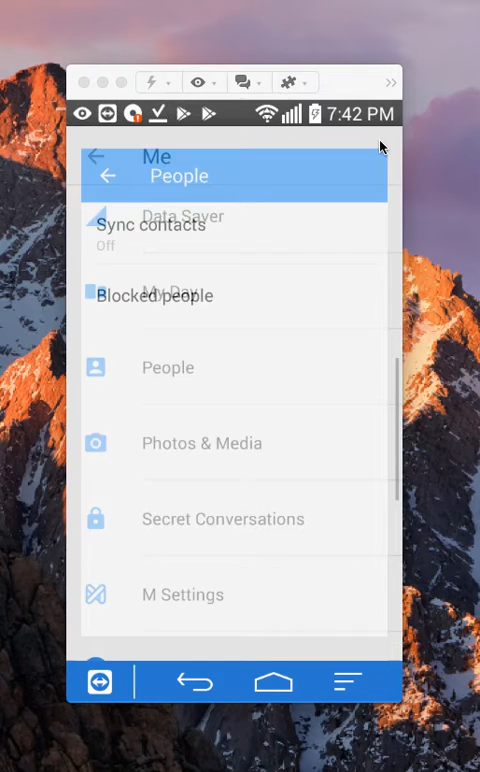 7:42 PM
Me
People
Data Saver
Sync contacts
Off
My Day
Blocked people
People
Photos & Media
Secret Conversations
M Settings